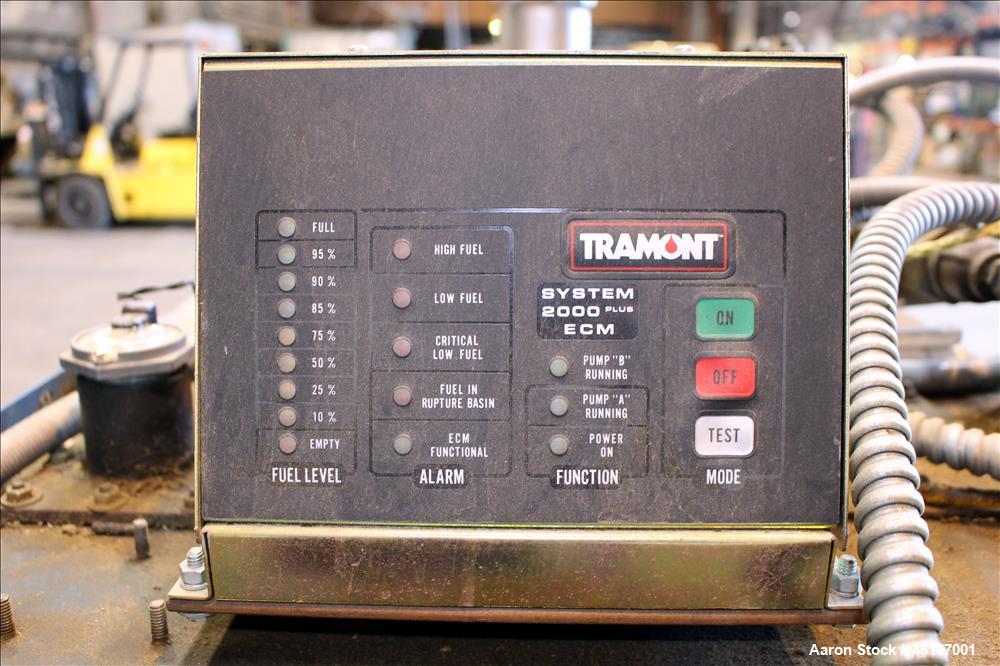 FULL
95 %
90 %
85 %
75 %
50 %
25 %
10 %
EMPTY
FUEL LEVEL
HIGH FUEL
LOW FUEL
CRITICAL
LOW FUEL
FUEL IN
RUPTURE BASIN
ECM
FUNCTIONAL
ALARM
TRAMONT
SYSTEM
2000 PLUS
ECM
PUMP "B"
RUNNING
PUMP "A"
RUNNING
POWER
ON
FUNCTION
ON
OFF
TEST
MODE
Aaron Stock #